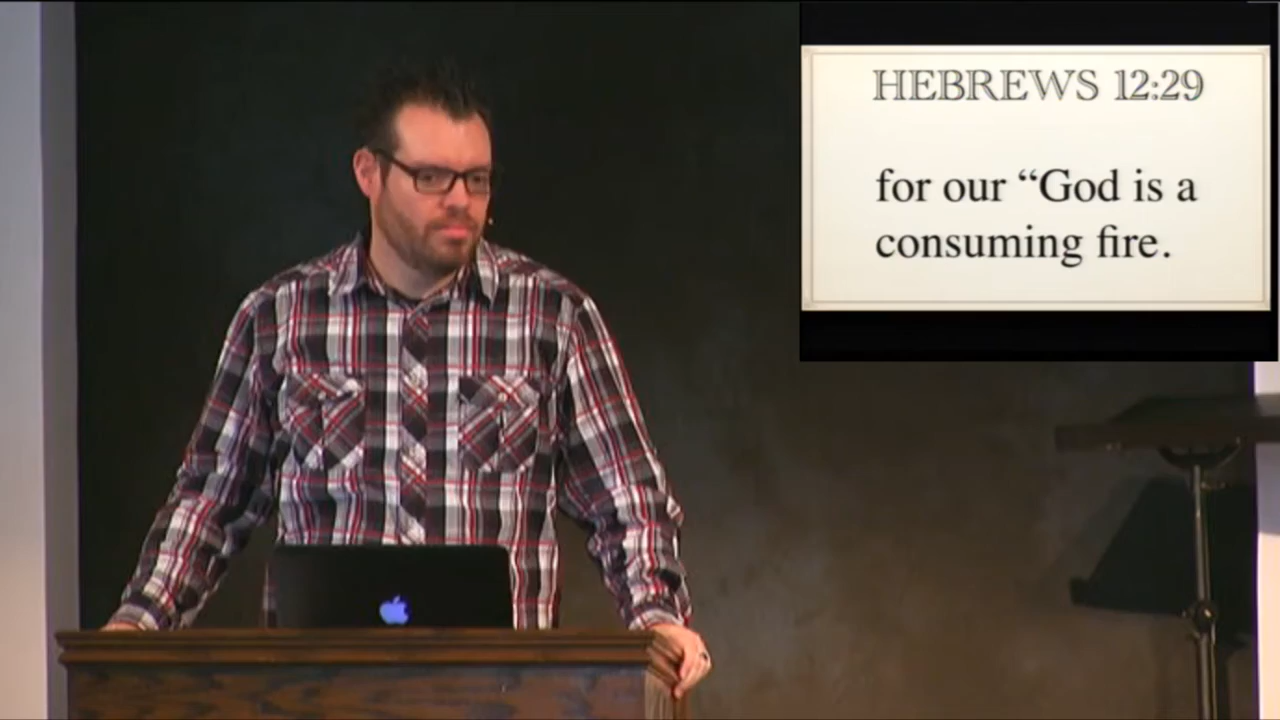 HEBREWS 12:29
for our “God is a
consuming fire.